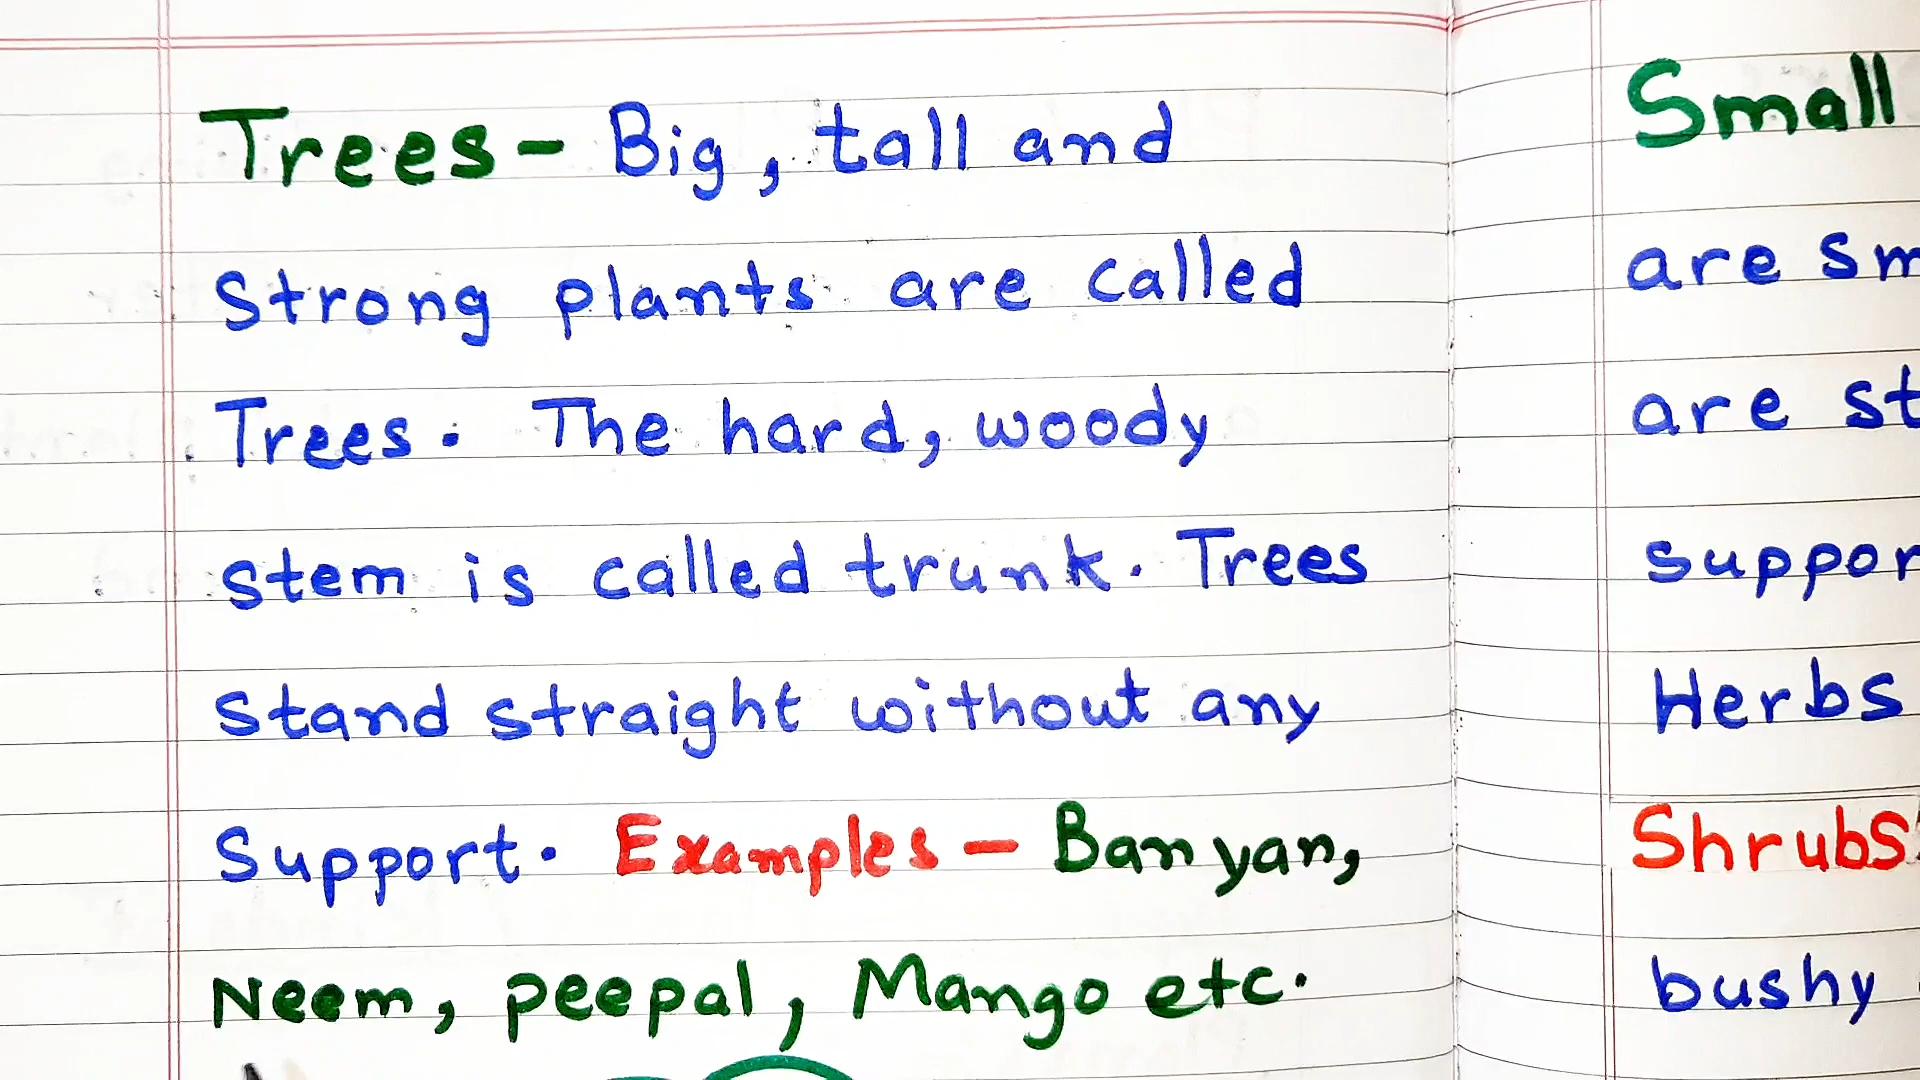 Trees- Big, tall and
Strong plants are called
Trees. The hard, woody
stem is called trunk. Trees
stand straight without any
Support. Examples - Banyan,
Neem, peepal, Mango etc.
Small
are
are
Herbs
Shrubs
bushy